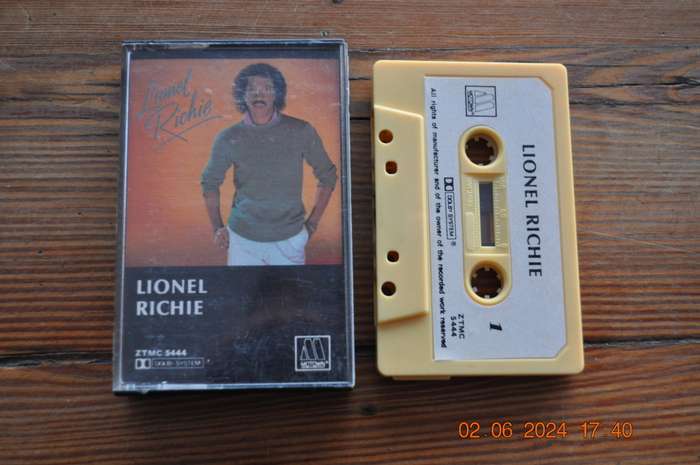 Lionel
Richie
LIONEL
RICHIE
ZTMC 5444
DOLBY SYSTEM
MOTOWN
MOTOWN
All rights of manufacturer and of the owner of the recorded work reserved
DOLBY SYSTEM ®
LIONEL RICHIE
1
ZTMC
5444
02 06 2024 17 40